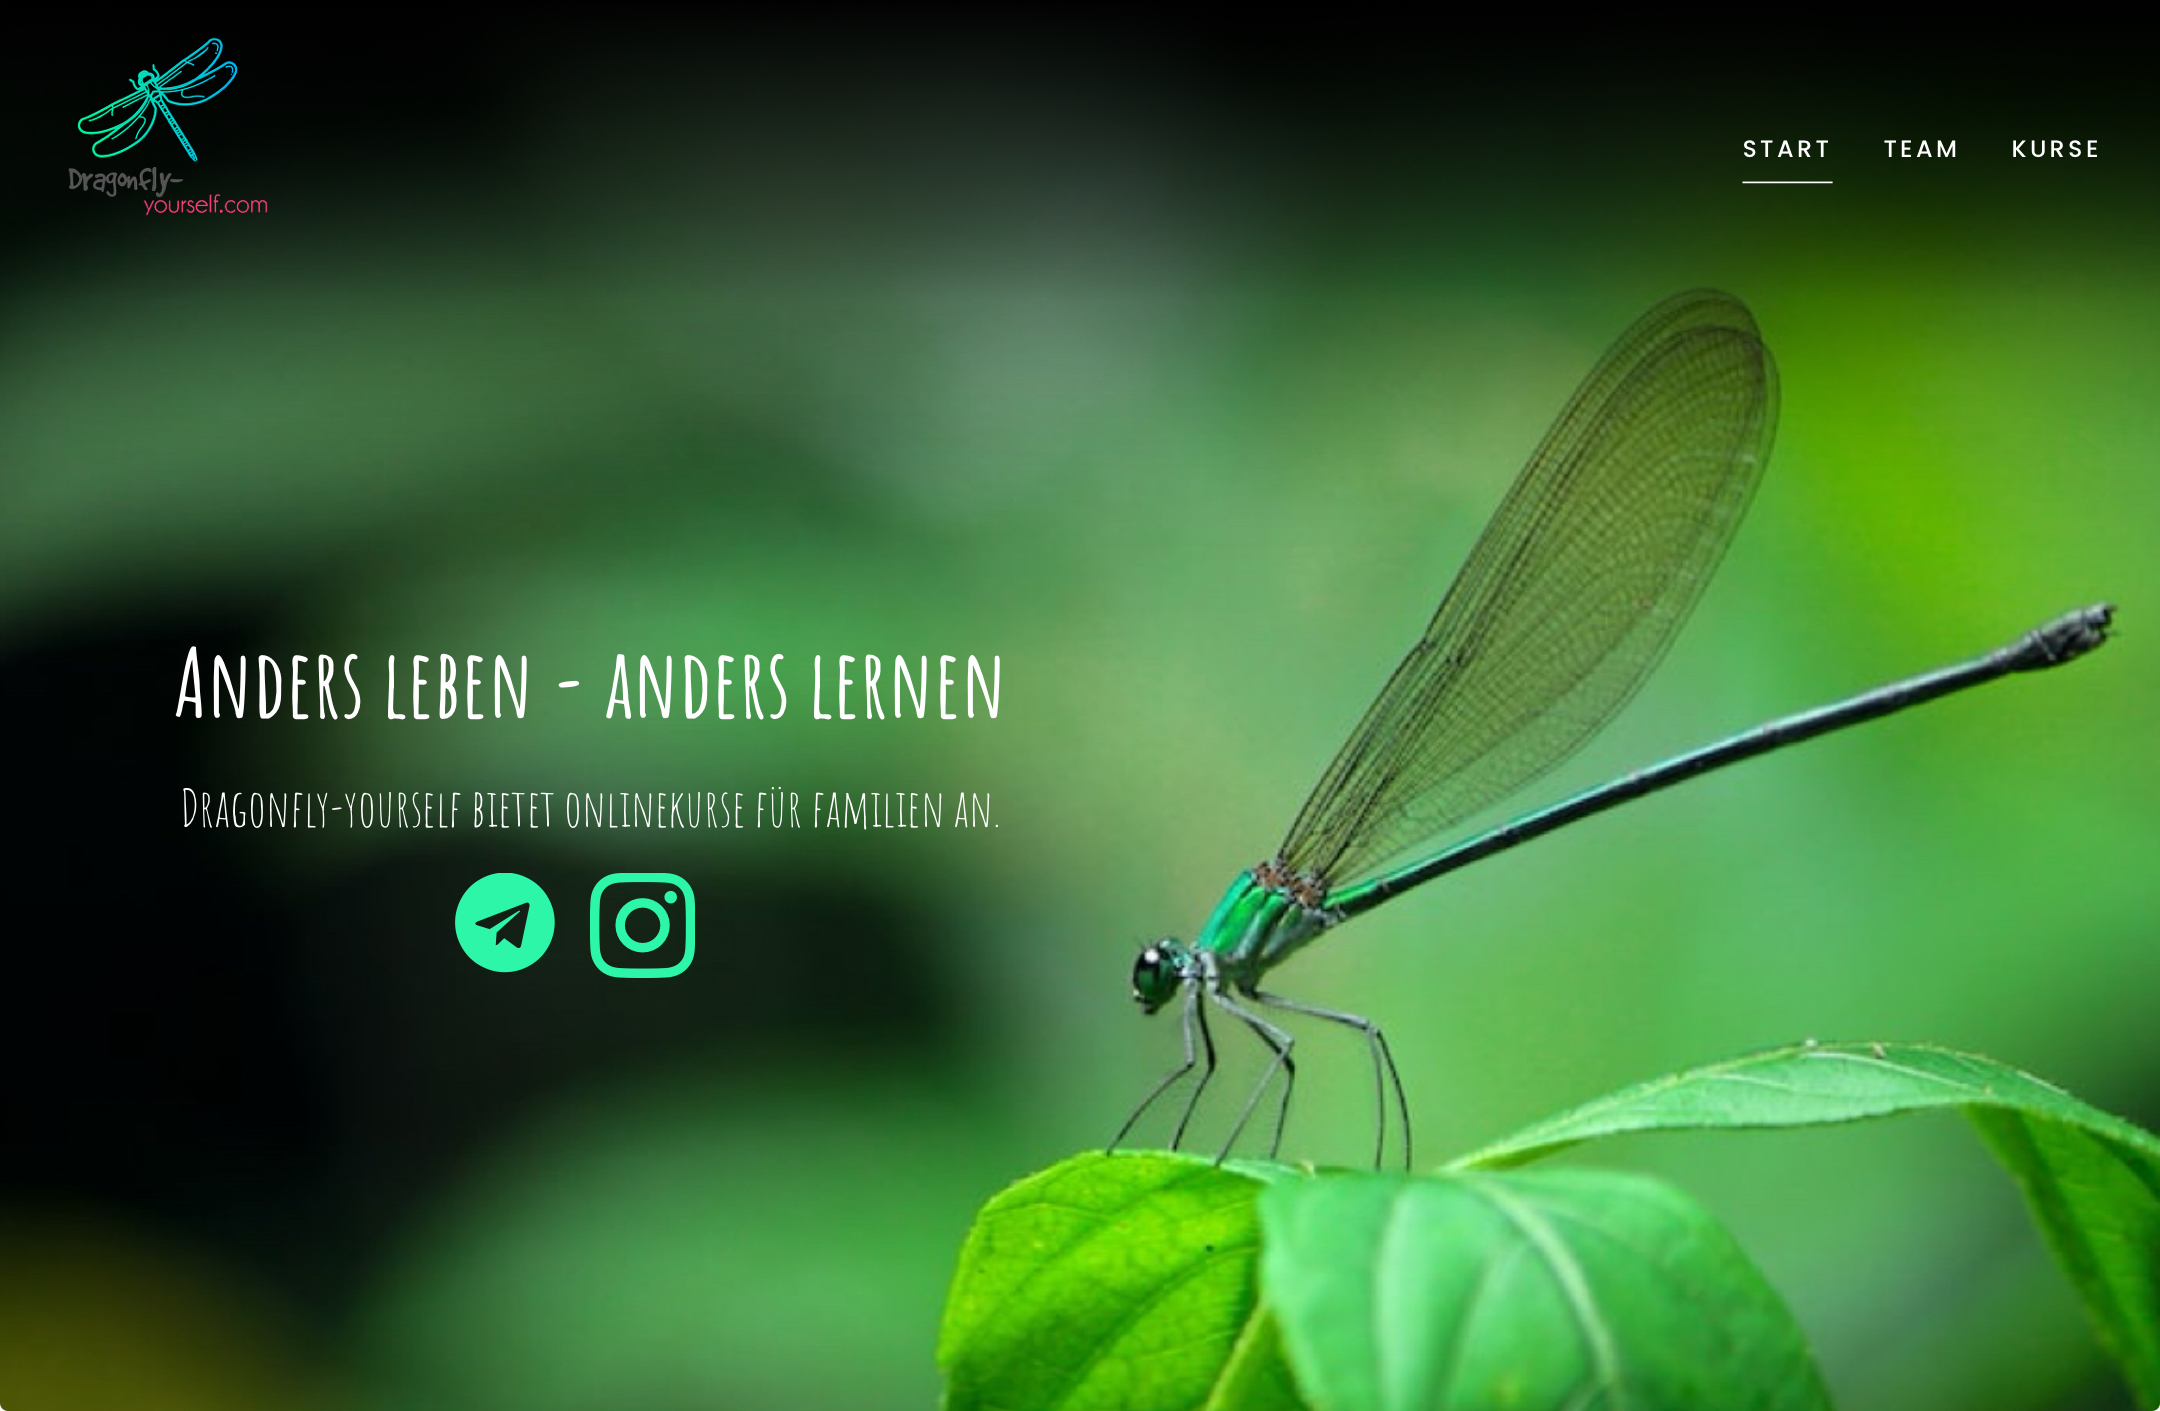 Dragonfly-
yourself.com
START TEAM KURSE
Anders leben - anders lernen
Dragonfly-yourself bietet onlinekurse für familien an.